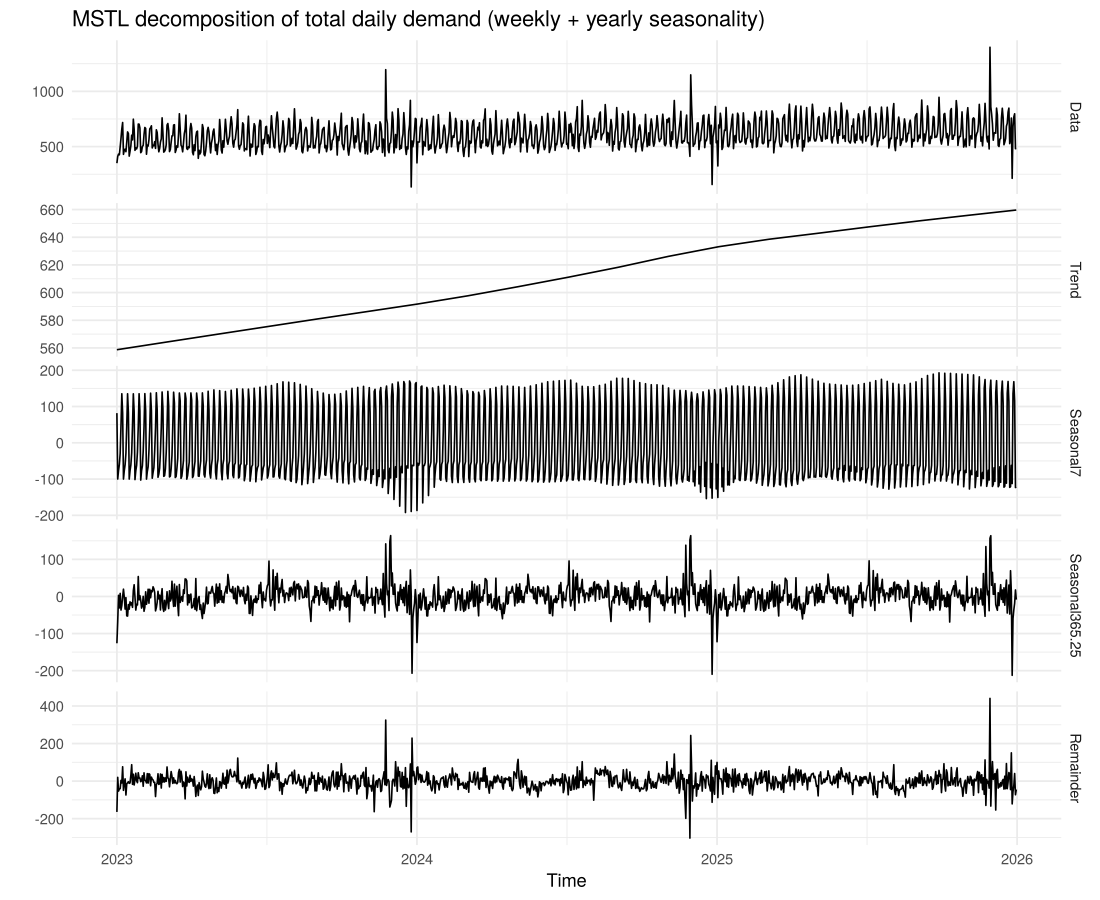 MSTL decomposition of total daily demand (weekly + yearly seasonality)
1000
500
Data
660
640
620
600
580
560
Trend
200
100
0
-100
-200
Seasonal7
100
0
-100
-200
Seasonal365.25
400
200
0
-200
Remainder
2023 2024 2025 2026
Time